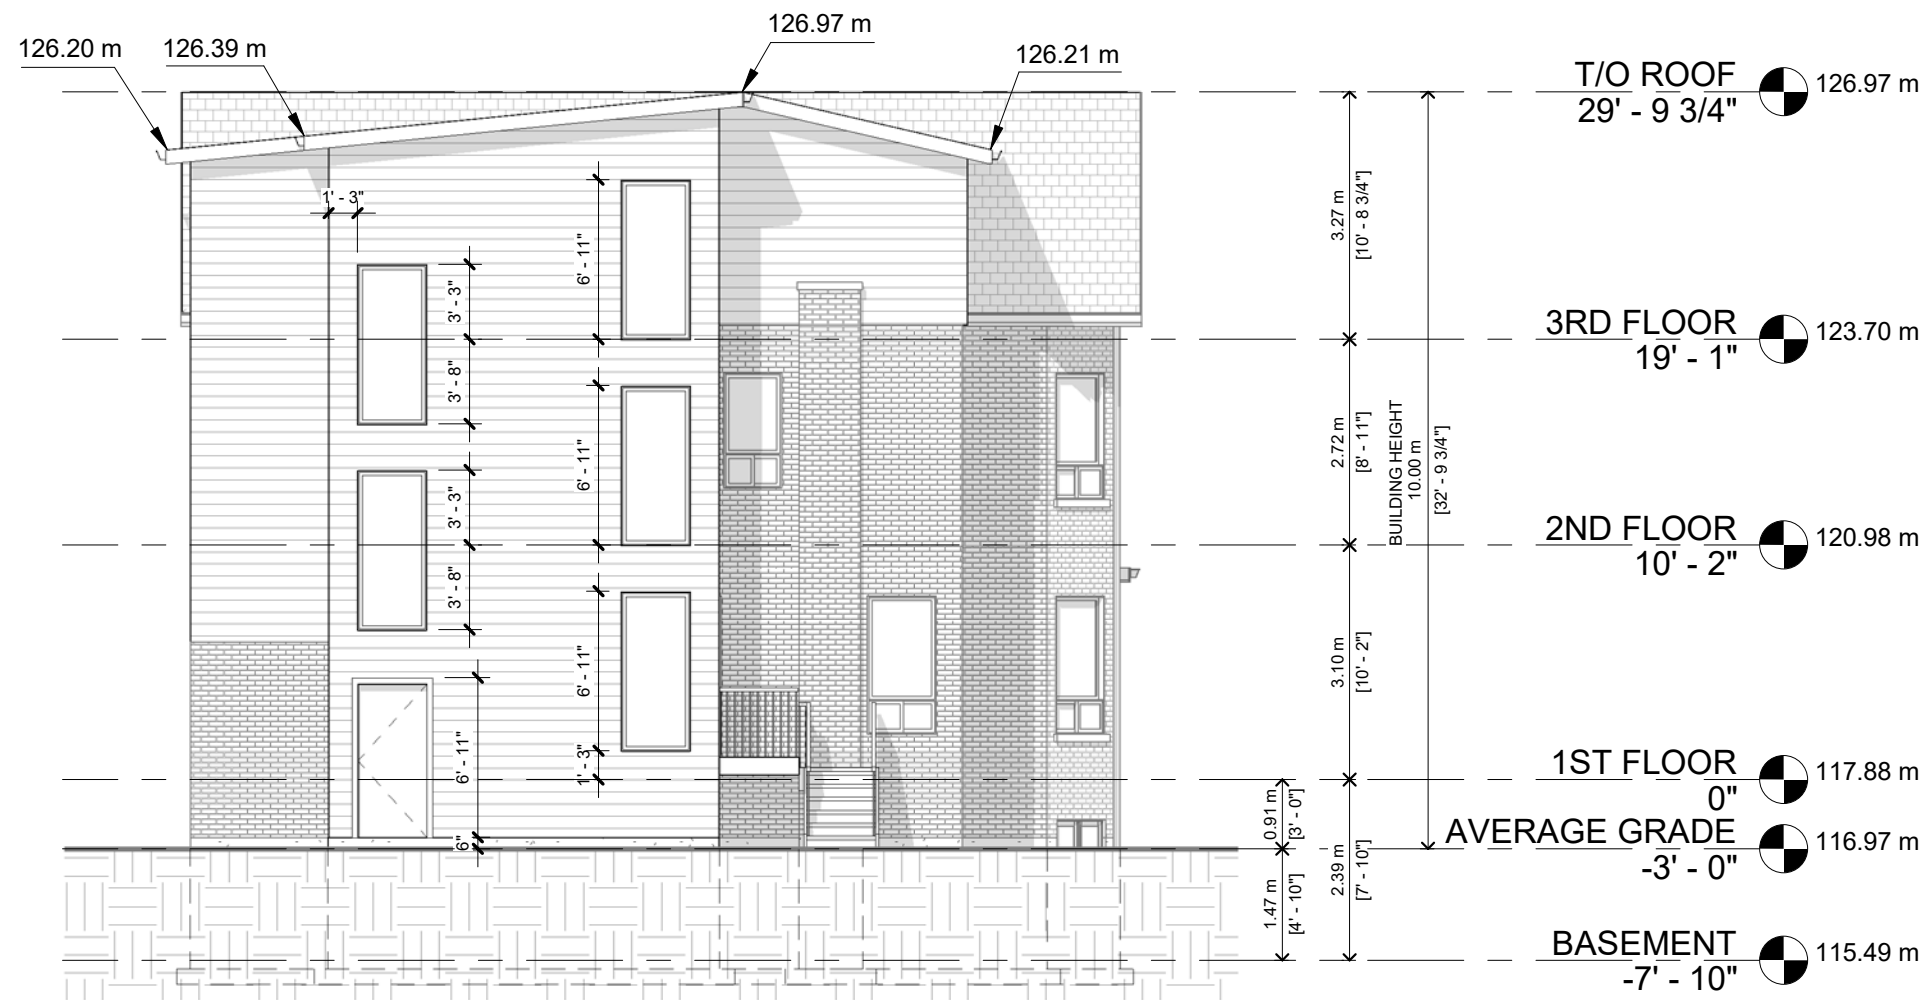 126.20 m
126.39 m
126.97 m
126.21 m
T/O ROOF
29' - 9 3/4"
126.97 m
1' - 3"
3' - 3"
3' - 8"
3' - 3"
3' - 8"
6' - 11"
6"
6' - 11"
6' - 11"
6' - 11"
1' - 3"
3.27 m
[10' - 8 3/4"]
2.72 m
[8' - 11"]
3.10 m
[10' - 2"]
2.39 m
[7' - 10"]
0.91 m
[3' - 0"]
1.47 m
[4' - 10"]
BUILDING HEIGHT
10.00 m
[32' - 9 3/4"]
3RD FLOOR
19' - 1"
123.70 m
2ND FLOOR
10' - 2"
120.98 m
1ST FLOOR
0"
117.88 m
AVERAGE GRADE
-3' - 0"
116.97 m
BASEMENT
-7' - 10"
115.49 m